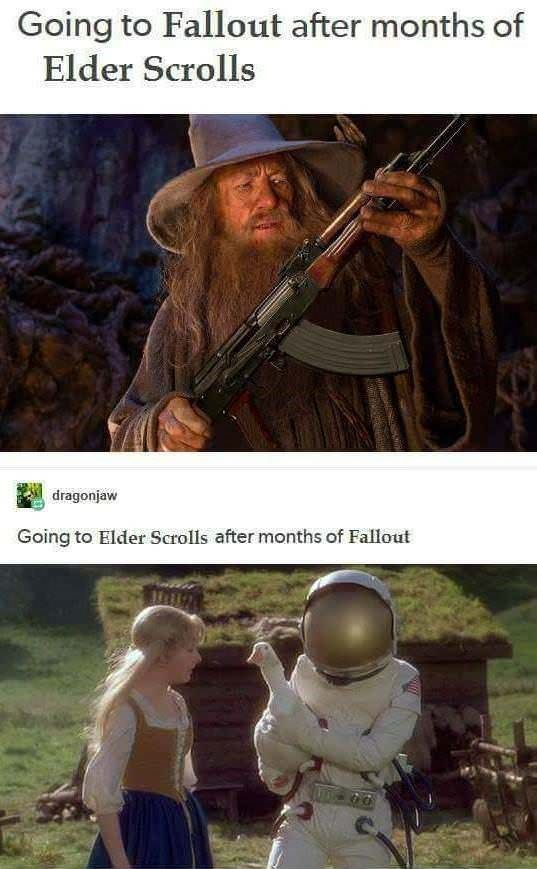 Going to Fallout after months of
Elder Scrolls
dragonjaw
Going to Elder Scrolls after months of Fallout